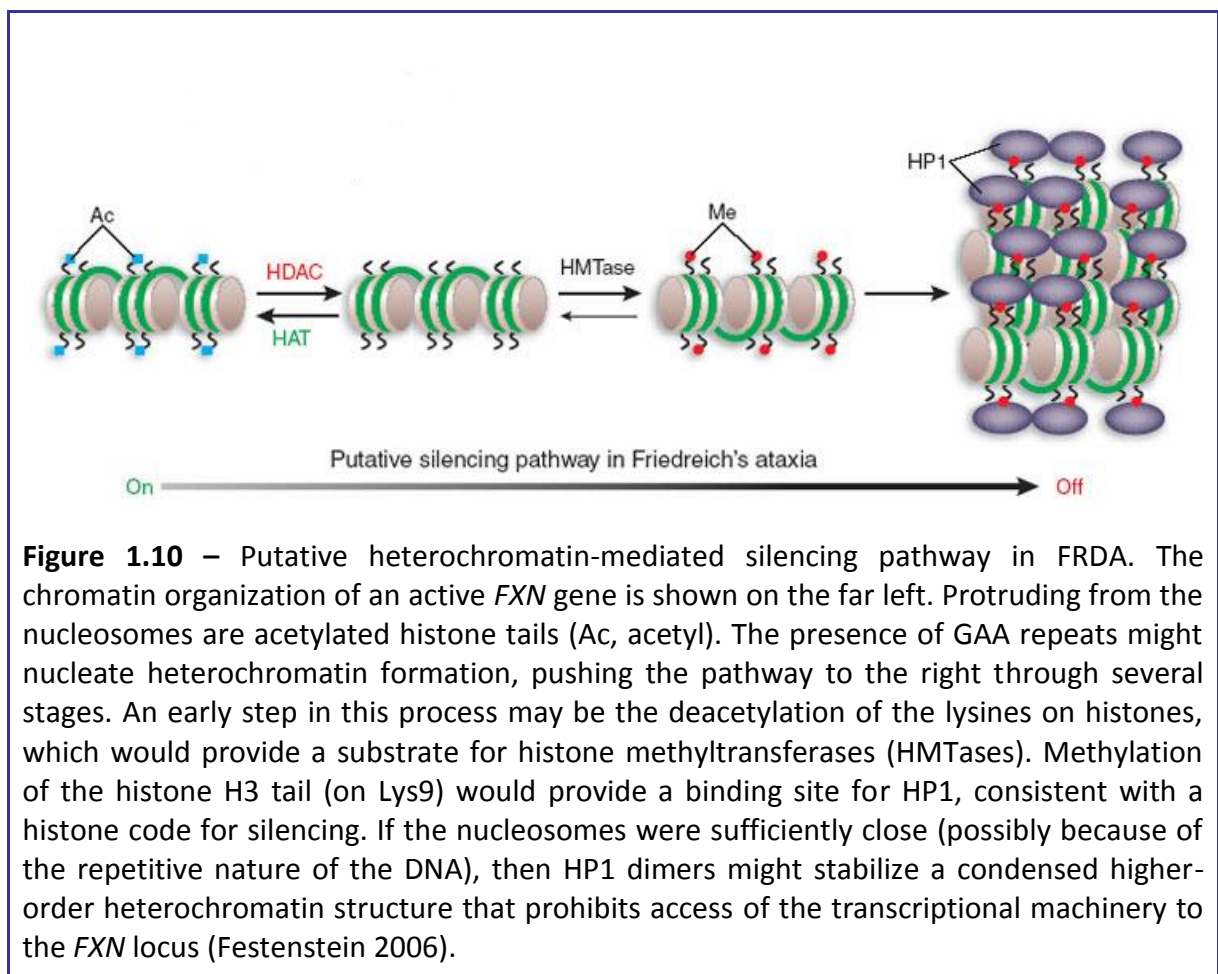 HP1
Ac
Me
HDAC
HMTase
HAT
Putative silencing pathway in Friedreich's ataxia
On
Off
Figure 1.10 – Putative heterochromatin-mediated silencing pathway in FRDA. The
chromatin organization of an active FXN gene is shown on the far left. Protruding from the
nucleosomes are acetylated histone tails (Ac, acetyl). The presence of GAA repeats might
nucleate heterochromatin formation, pushing the pathway to the right through several
stages. An early step in this process may be the deacetylation of the lysines on histones,
which would provide a substrate for histone methyltransferases (HMTases). Methylation
of the histone H3 tail (on Lys9) would provide a binding site for HP1, consistent with a
histone code for silencing. If the nucleosomes were sufficiently close (possibly because of
the repetitive nature of the DNA), then HP1 dimers might stabilize a condensed higher-
order heterochromatin structure that prohibits access of the transcriptional machinery to
the FXN locus (Festenstein 2006).